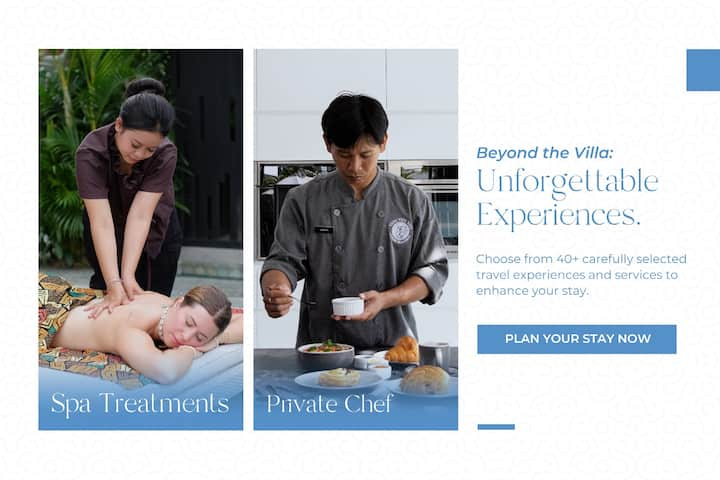 Spa Treatments
Private Chef
Beyond the Villa:
Unforgettable
Experiences.
Choose from 40+ carefully selected
travel experiences and services to
enhance your stay.
PLAN YOUR STAY NOW